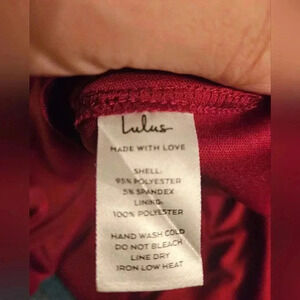 Lulus
MADE WITH LOVE
SHELL:
95% POLYESTER
5% SPANDEX
LINING:
100% POLYESTER
HAND WASH COLD
DO NOT BLEACH
LINE DRY
IRON LOW HEAT